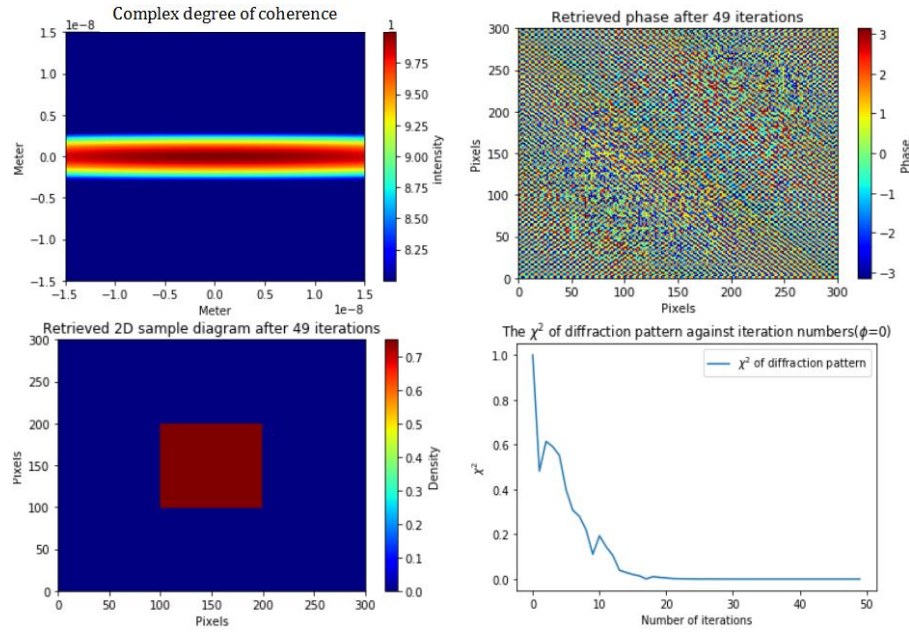 Complex degree of coherence
1e−8
1
1.5
1.0
0.5
0.0
−0.5
−1.0
−1.5
Meter
−1.5 −1.0 −0.5 0.0 0.5 1.0 1.5
Meter
1e−8
9.75
9.50
9.25
9.00
8.75
8.50
8.25
intensity
Retrieved phase after 49 iterations
300
250
200
150
100
50
0
Pixels
0 50 100 150 200 250 300
Pixels
3
2
1
0
−1
−2
−3
Phase
Retrieved 2D sample diagram after 49 iterations
300
250
200
150
100
50
0
Pixels
0 50 100 150 200 250 300
Pixels
0.7
0.6
0.5
0.4
0.3
0.2
0.1
0.0
Density
The χ² of diffraction pattern against iteration numbers(ϕ=0)
χ² of diffraction pattern
1.0
0.8
0.6
0.4
0.2
0.0
χ²
0 10 20 30 40 50
Number of iterations